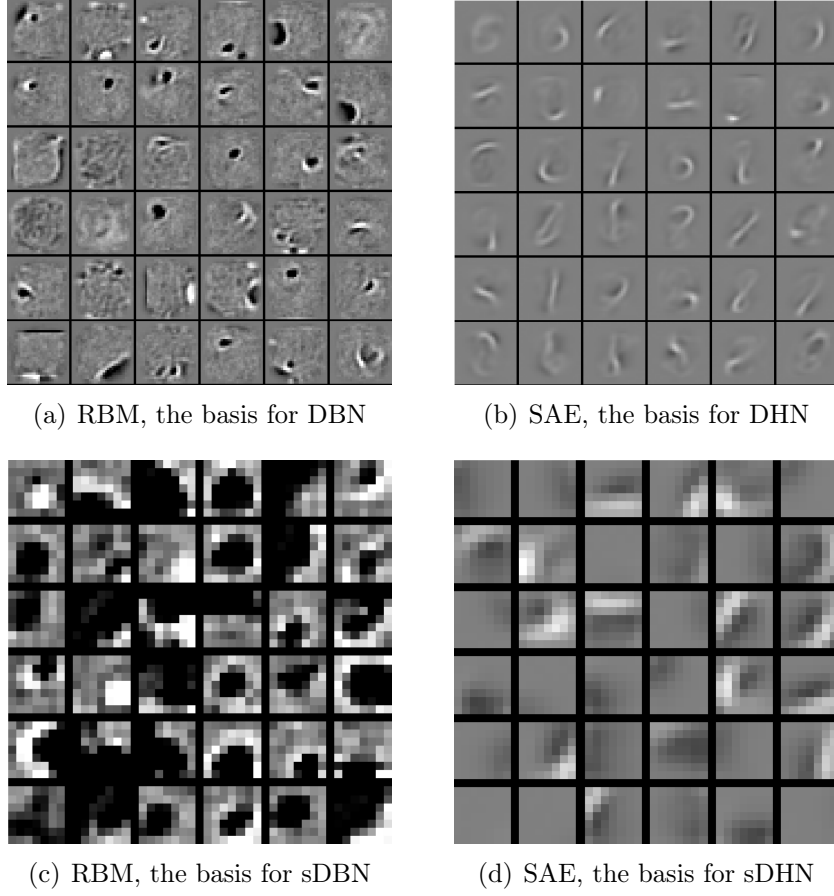 (a) RBM, the basis for DBN
(b) SAE, the basis for DHN
(c) RBM, the basis for sDBN
(d) SAE, the basis for sDHN